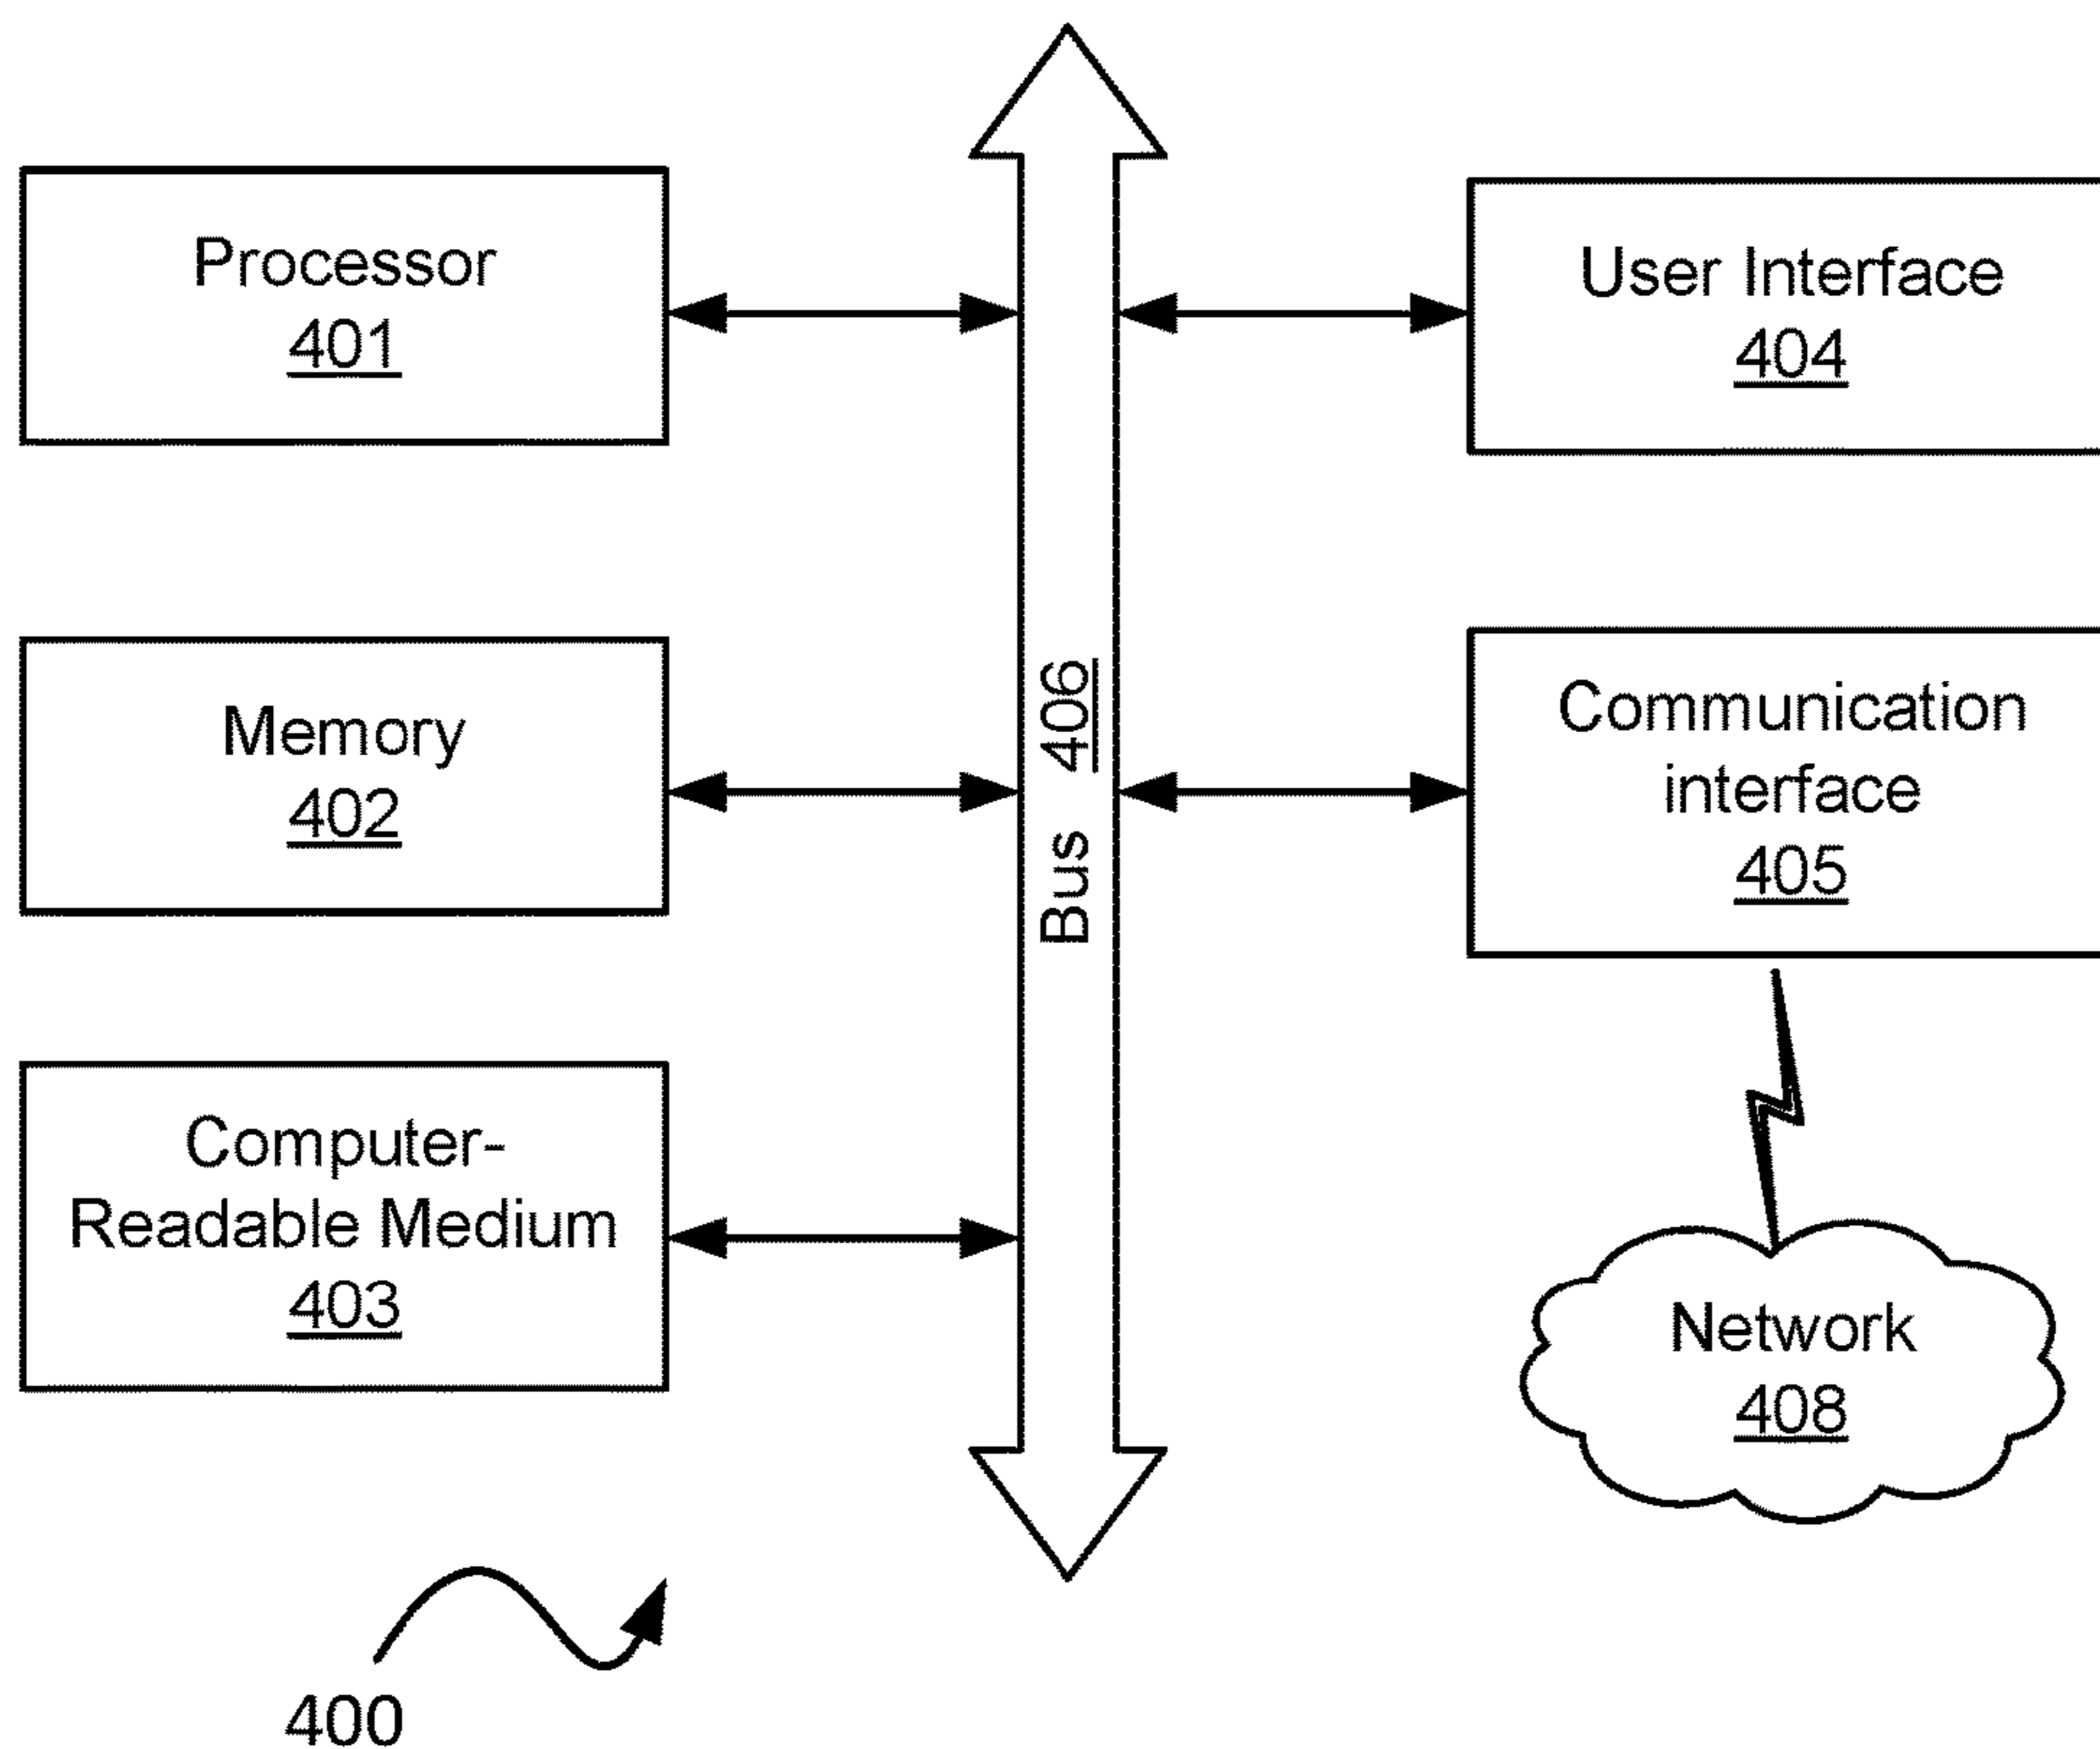 Processor
401
Memory
402
Computer-
Readable Medium
403
Bus 406
User Interface
404
Communication
interface
405
Network
408
400